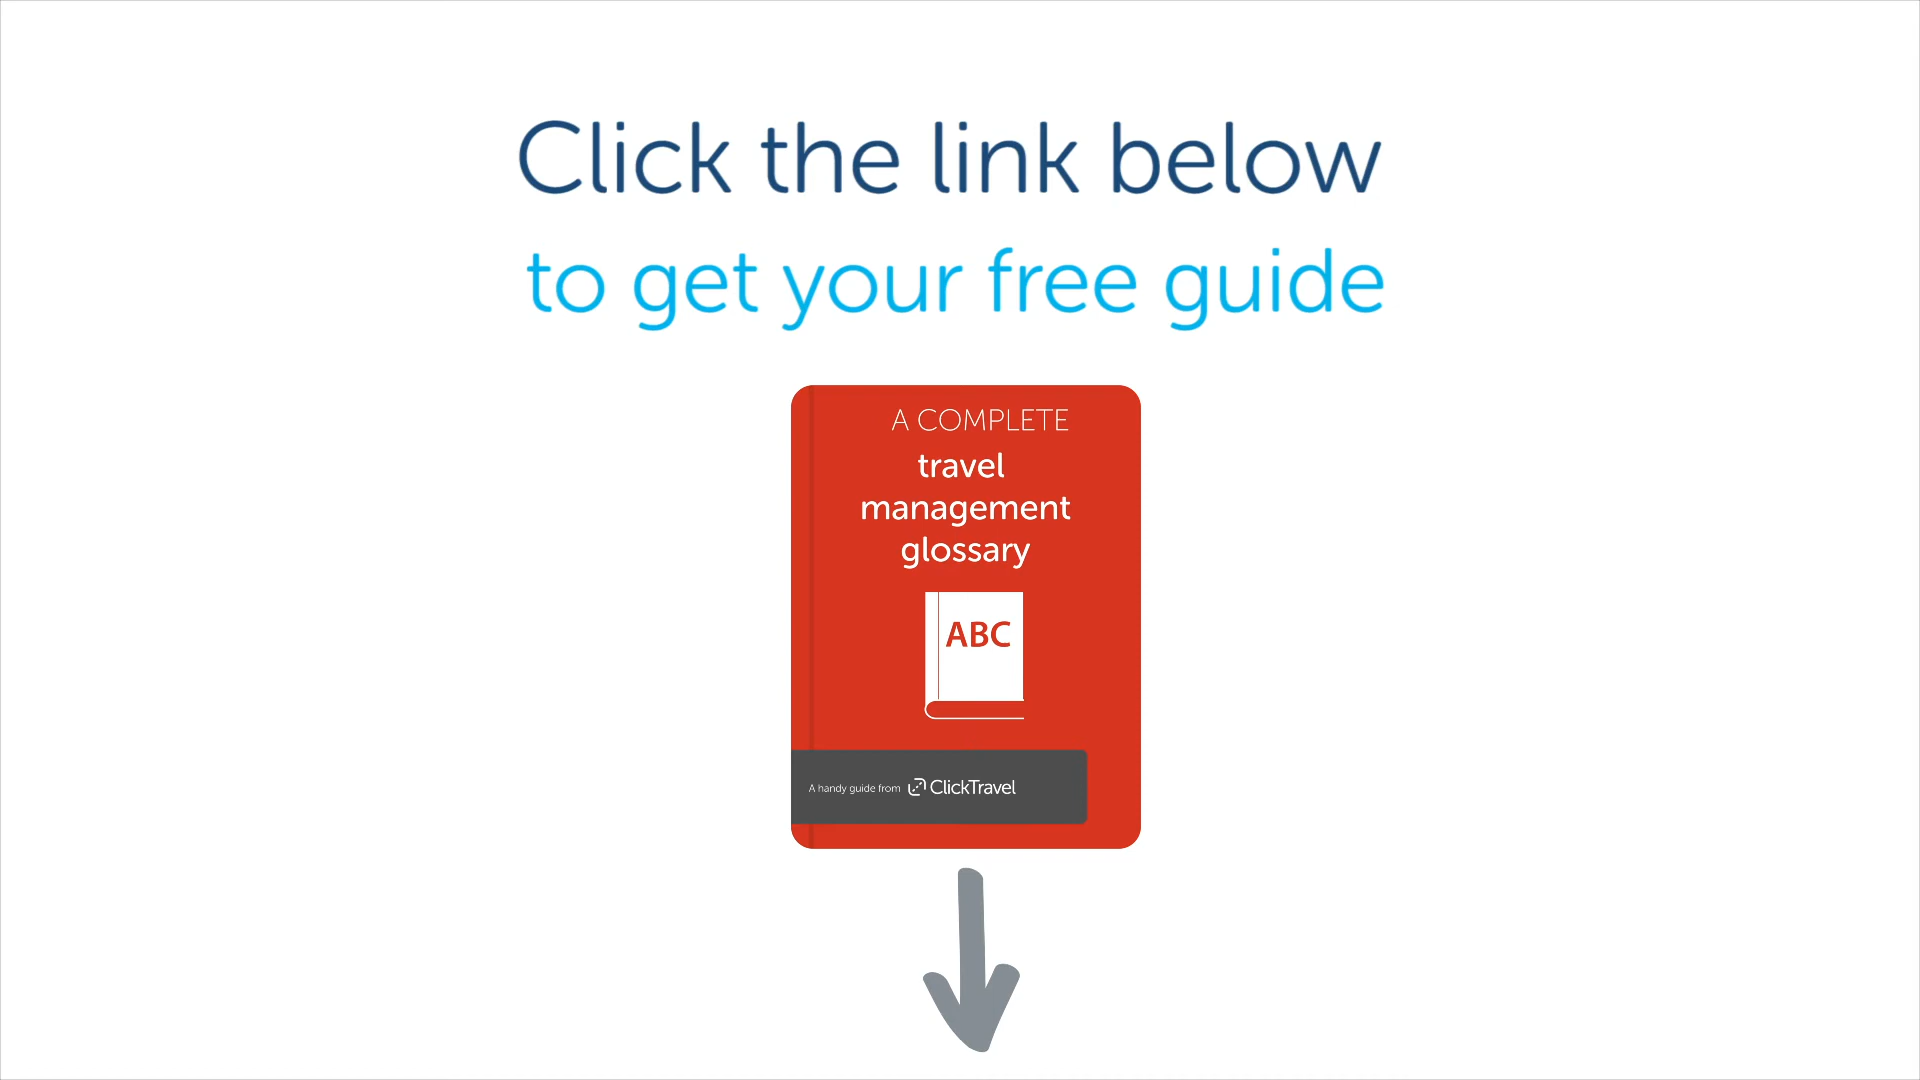 Click the link below
to get your free guide
A COMPLETE
travel
management
glossary
ABC
A handy guide from ClickTravel